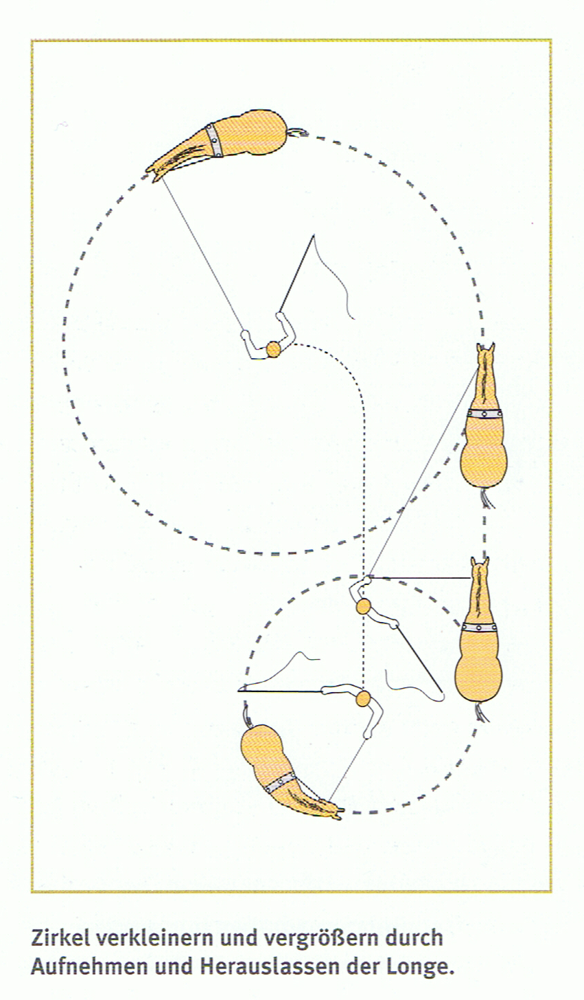 Zirkel verkleinern und vergrößern durch
Aufnehmen und Herauslassen der Longe.